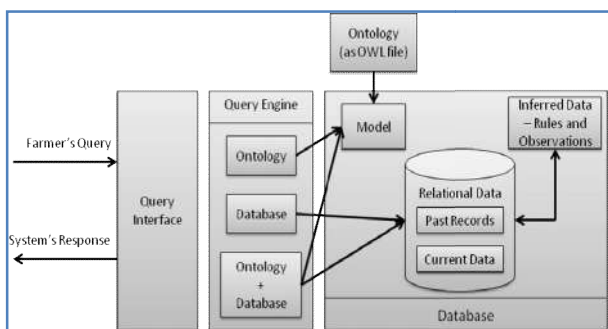 Ontology
(as OWL file)
Query Engine
Inferred Data
– Rules and
Observations
Model
Farmer's Query
Ontology
Query
Interface
Relational Data
Database
Past Records
System's Response
Current Data
Ontology
+
Database
Database